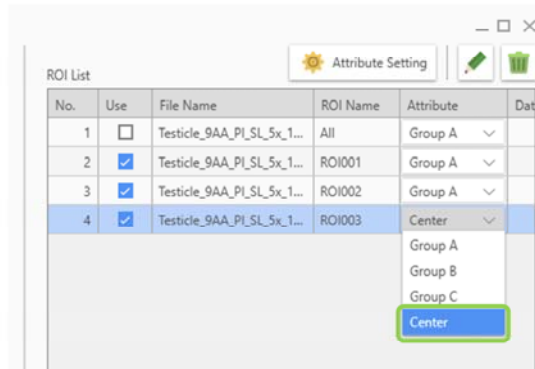 Attribute Setting
ROI List
No. Use File Name ROI Name Attribute Dat
1 Testicle_9AA_PI_SL_5x_1... All Group A
2 Testicle_9AA_PI_SL_5x_1... ROI001 Group A
3 Testicle_9AA_PI_SL_5x_1... ROI002 Group A
4 Testicle_9AA_PI_SL_5x_1... ROI003 Center
Group A
Group B
Group C
Center